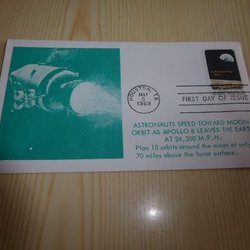 HOUSTON, TX
MAY
5
1969
FIRST DAY OF ISSUE
ASTRONAUTS SPEED TOWARD MOON
ORBIT AS APOLLO 8 LEAVES THE EARTH
AT 24,200 M.P.H.
Plan 10 orbits around the moon at only
70 miles above the lunar surface.